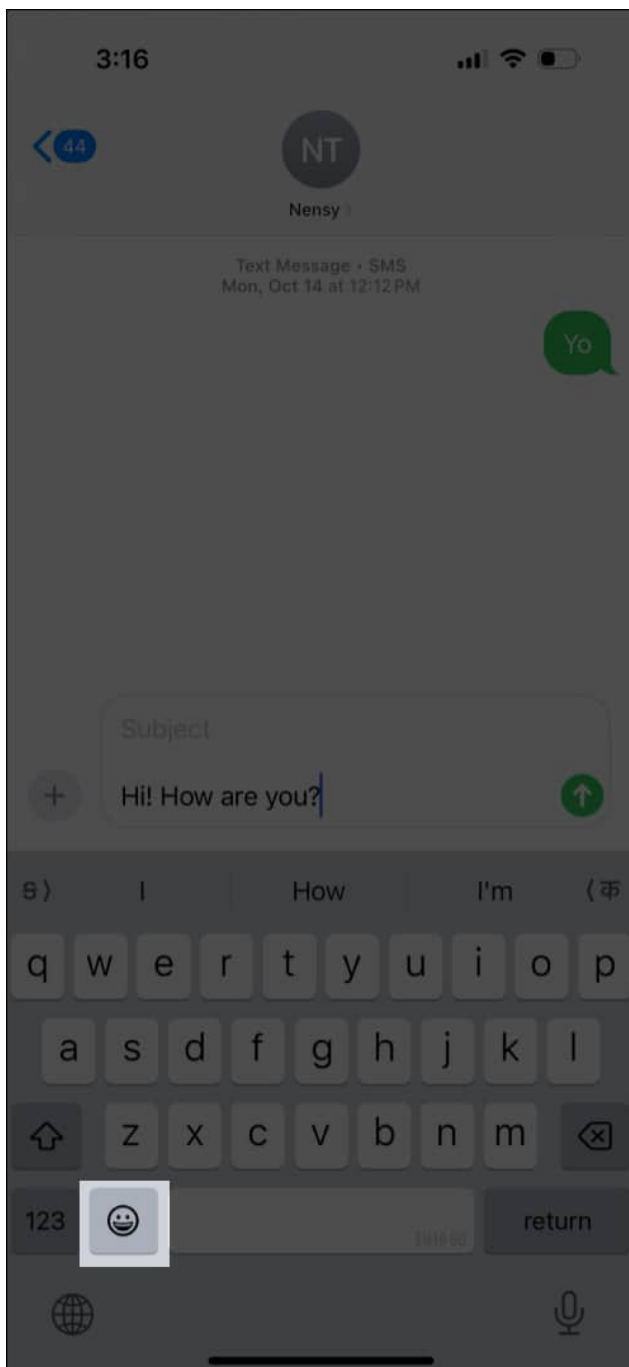 3:16
44
NT
Nensy
Text Message • SMS
Mon, Oct 14 at 12:12 PM
Yo
Subject
Hi! How are you?
I How I'm ⟨ क
q w e r t y u i o p
a s d f g h j k l
z x c v b n m
123 return